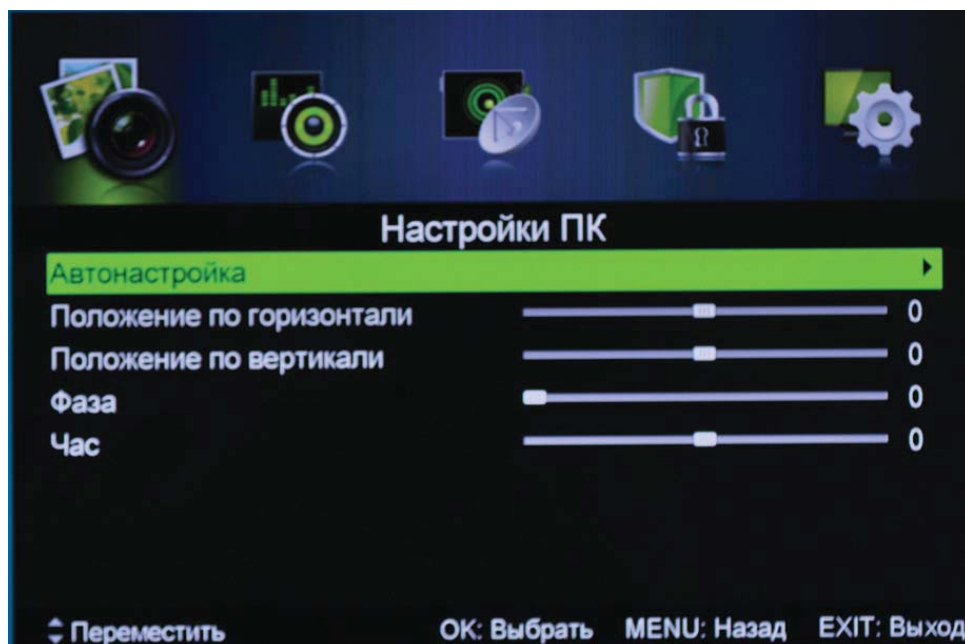 Настройки ПК
Автонастройка
Положение по горизонтали 0
Положение по вертикали 0
Фаза 0
Час 0
Переместить OK: Выбрать MENU: Назад EXIT: Выход